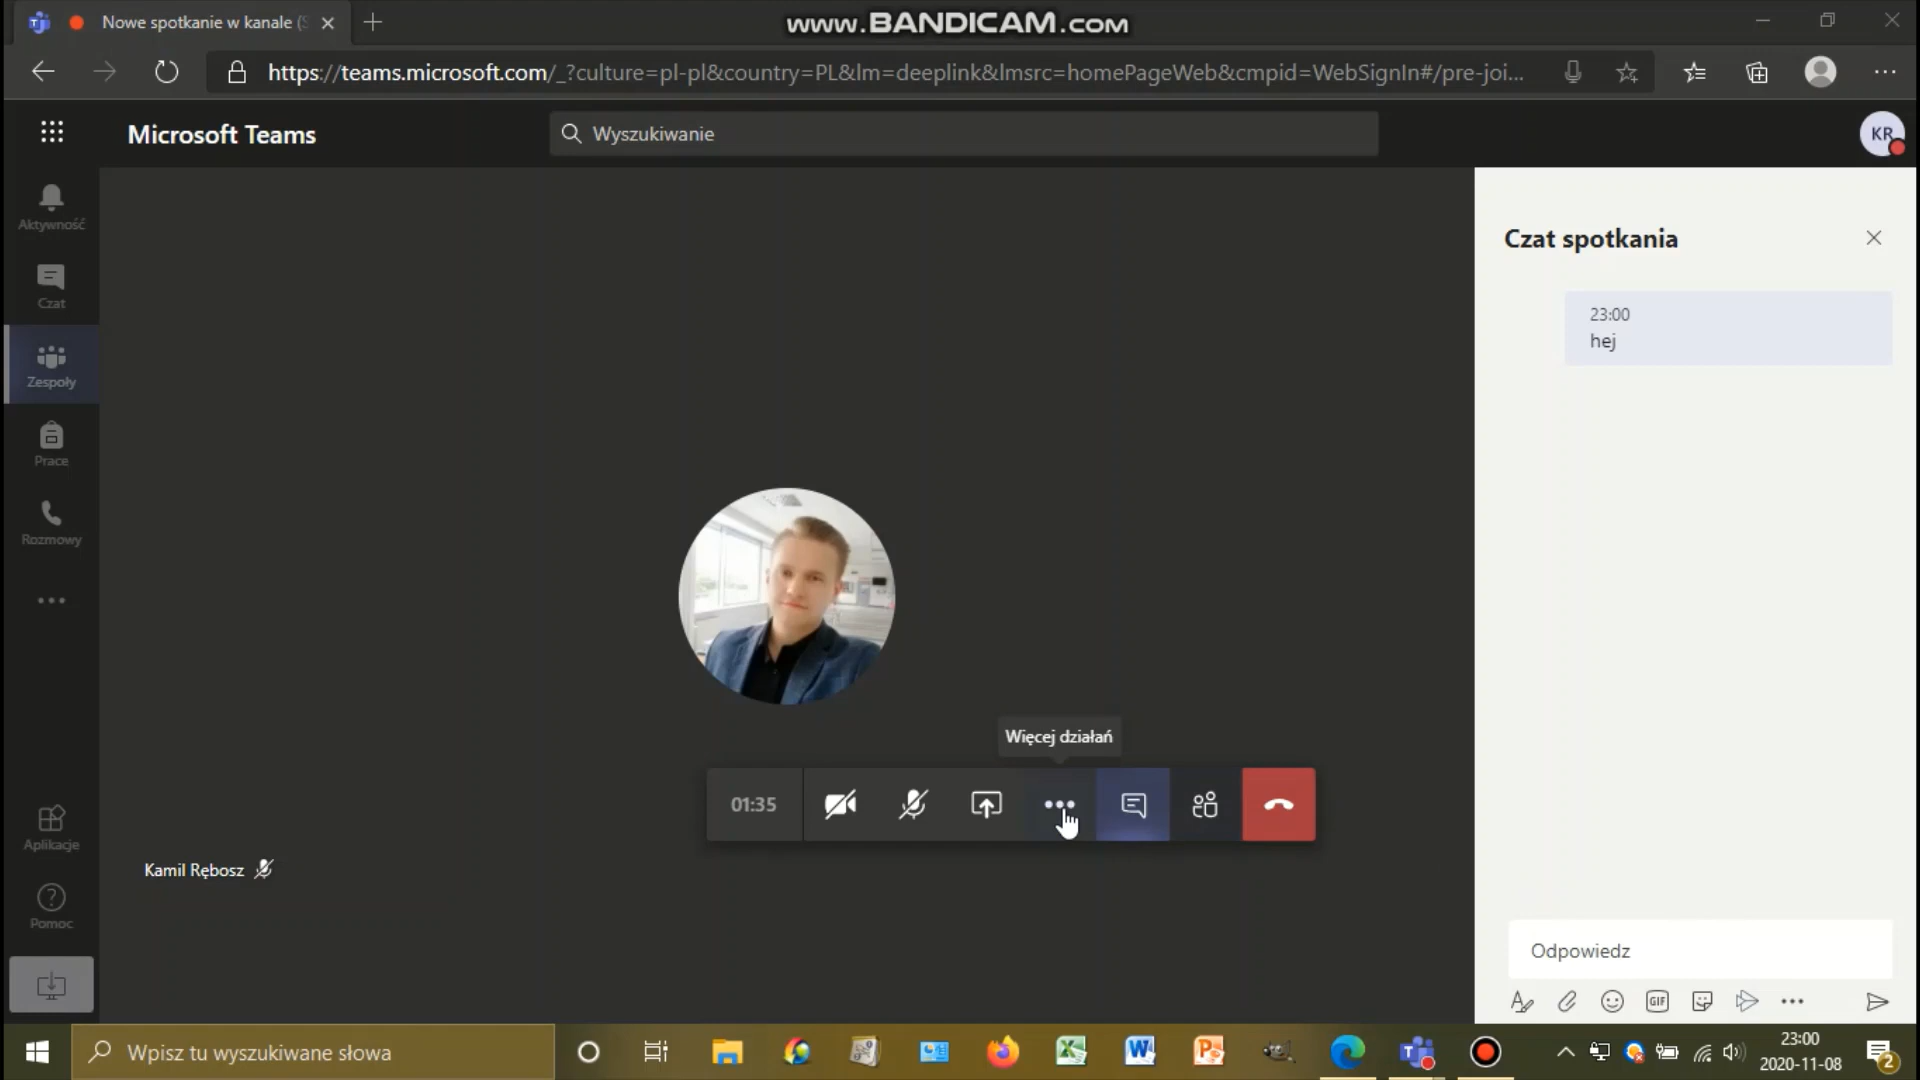 Nowe spotkanie w kanale (
www.BANDICAM.com
https://teams.microsoft.com/_?culture=pl-pl&country=PL&lm=deeplink&lmsrc=homePageWeb&cmpid=WebSignIn#/pre-joi...
Microsoft Teams
Wyszukiwanie
KR
Aktywność
Czat
Zespoły
Prace
Rozmowy
Aplikacje
Pomoc
Czat spotkania
23:00
hej
Więcej działań
01:35
Kamil Rębosz
Odpowiedz
GIF
Wpisz tu wyszukiwane słowa
23:00
2020-11-08
2